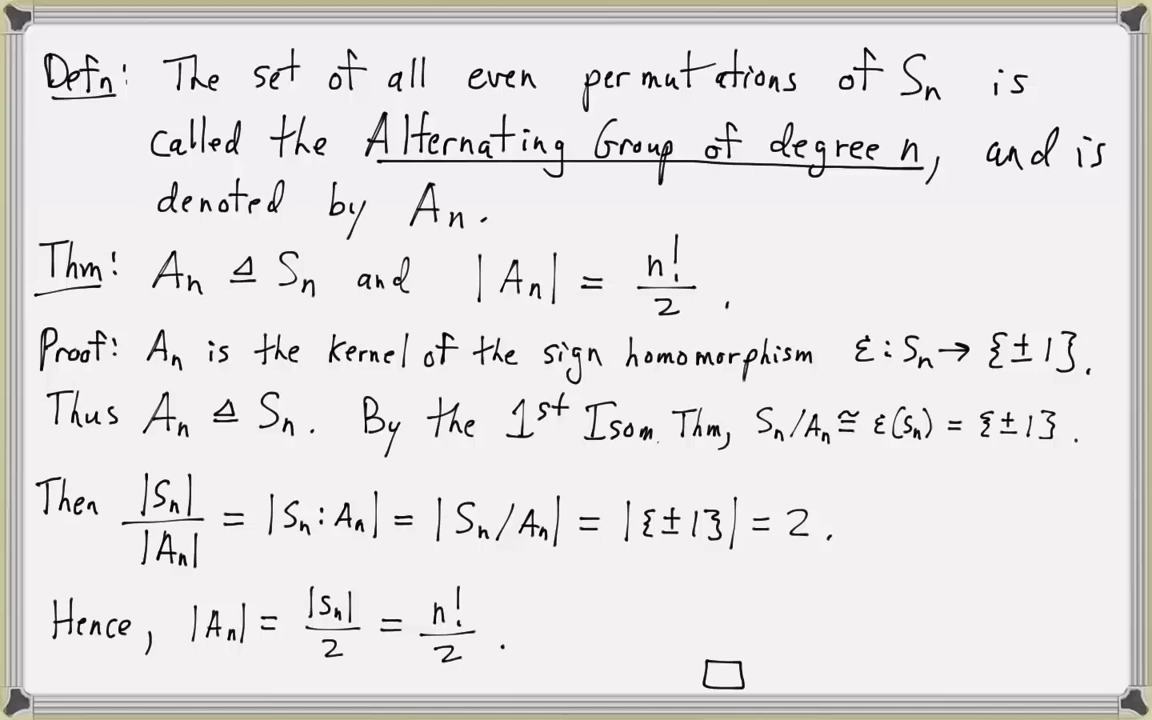 Defn: The set of all even permutations of Sn is
called the Alternating Group of degree n, and is
denoted by An.
Thm: An ⊴ Sn and |An| = n!/2.
Proof: An is the kernel of the sign homomorphism ε : Sn → {±1}.
Thus An ⊴ Sn. By the 1st Isom. Thm, Sn/An ≅ ε(Sn) = {±1}.
Then |Sn|/|An| = |Sn : An| = |Sn/An| = |{±1}| = 2.
Hence, |An| = |Sn|/2 = n!/2.
□